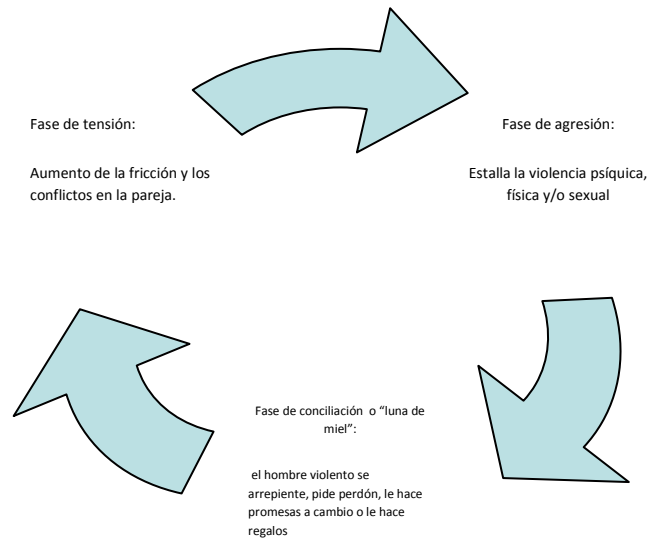 Fase de tensión:
Aumento de la fricción y los
conflictos en la pareja.
Fase de agresión:
Estalla la violencia psíquica,
física y/o sexual
Fase de conciliación  o “luna de
miel”:
el hombre violento se
arrepiente, pide perdón, le hace
promesas a cambio o le hace
regalos